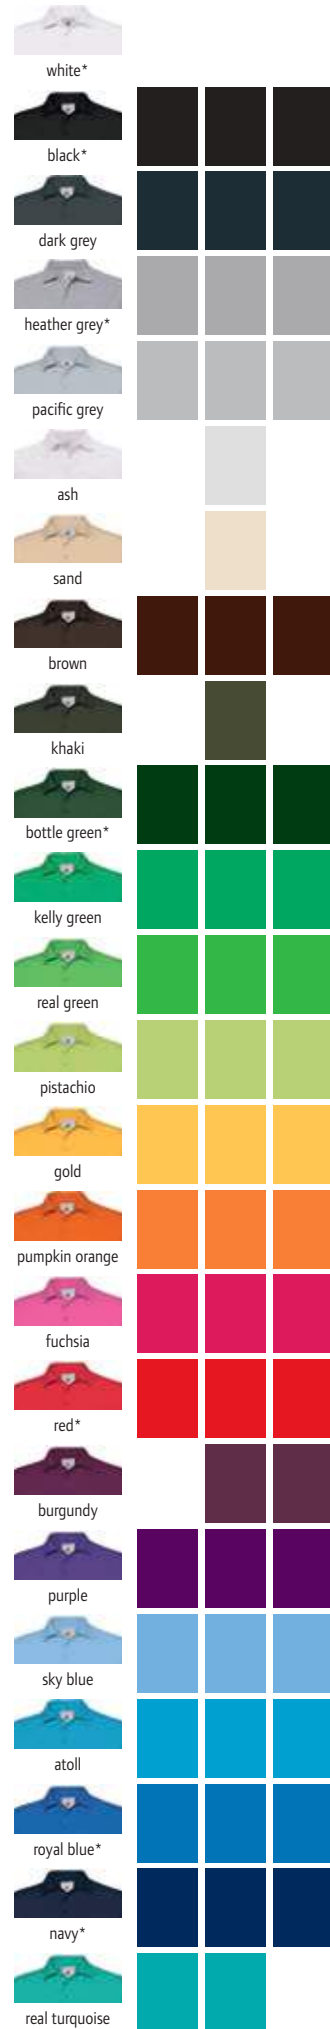 white*
black*
dark grey
heather grey*
pacific grey
ash
sand
brown
khaki
bottle green*
kelly green
real green
pistachio
gold
pumpkin orange
fuchsia
red*
burgundy
purple
sky blue
atoll
royal blue*
navy*
real turquoise